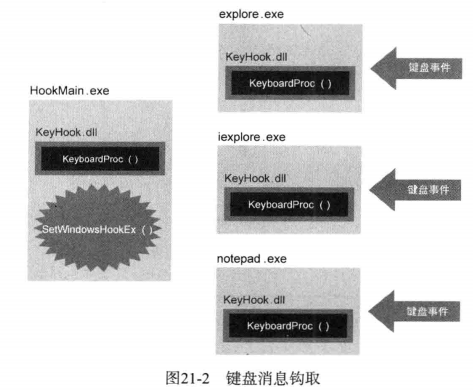 explore.exe
KeyHook.dll
KeyboardProc ( )
键盘事件
HookMain.exe
KeyHook.dll
KeyboardProc ( )
SetWindowsHookEx ( )
iexplore.exe
KeyHook.dll
KeyboardProc ( )
键盘事件
notepad.exe
KeyHook.dll
KeyboardProc ( )
键盘事件
图21-2 键盘消息钩取